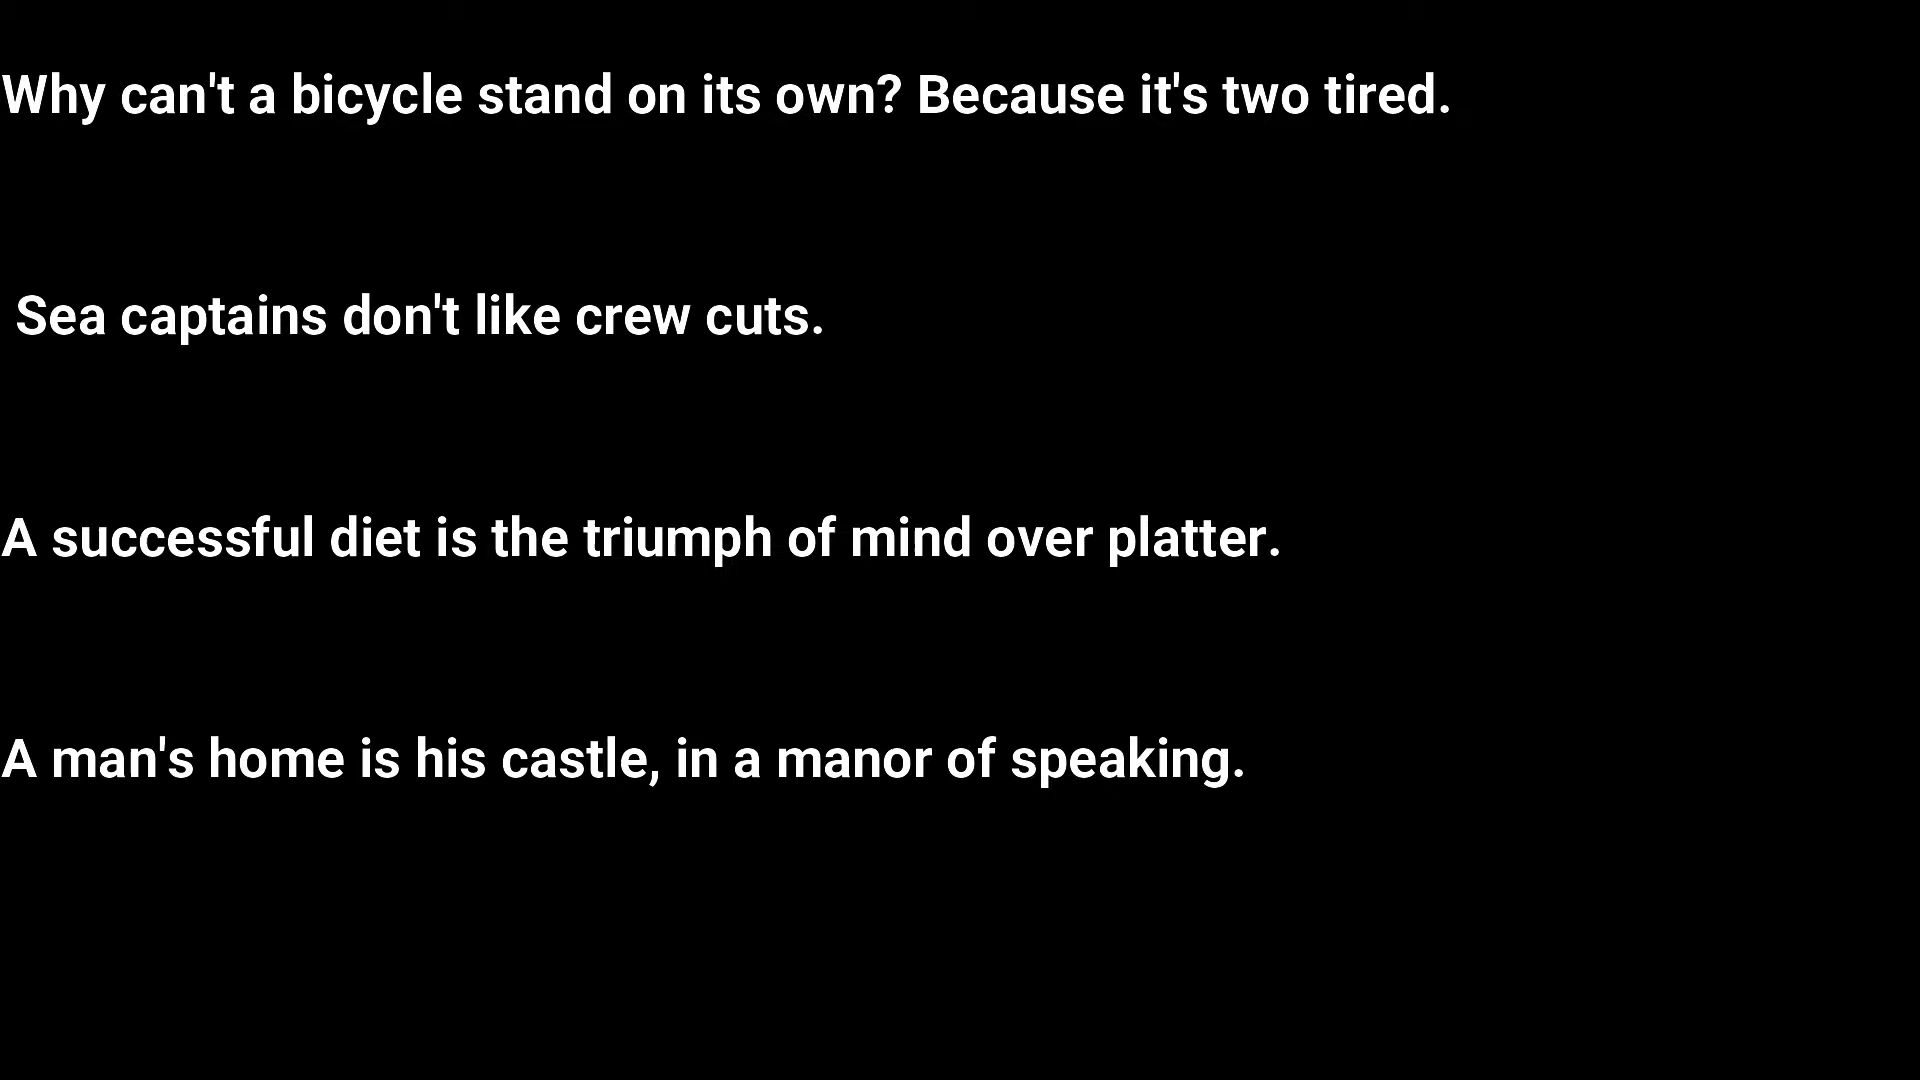 Why can't a bicycle stand on its own? Because it's two tired.
Sea captains don't like crew cuts.
A successful diet is the triumph of mind over platter.
A man's home is his castle, in a manor of speaking.